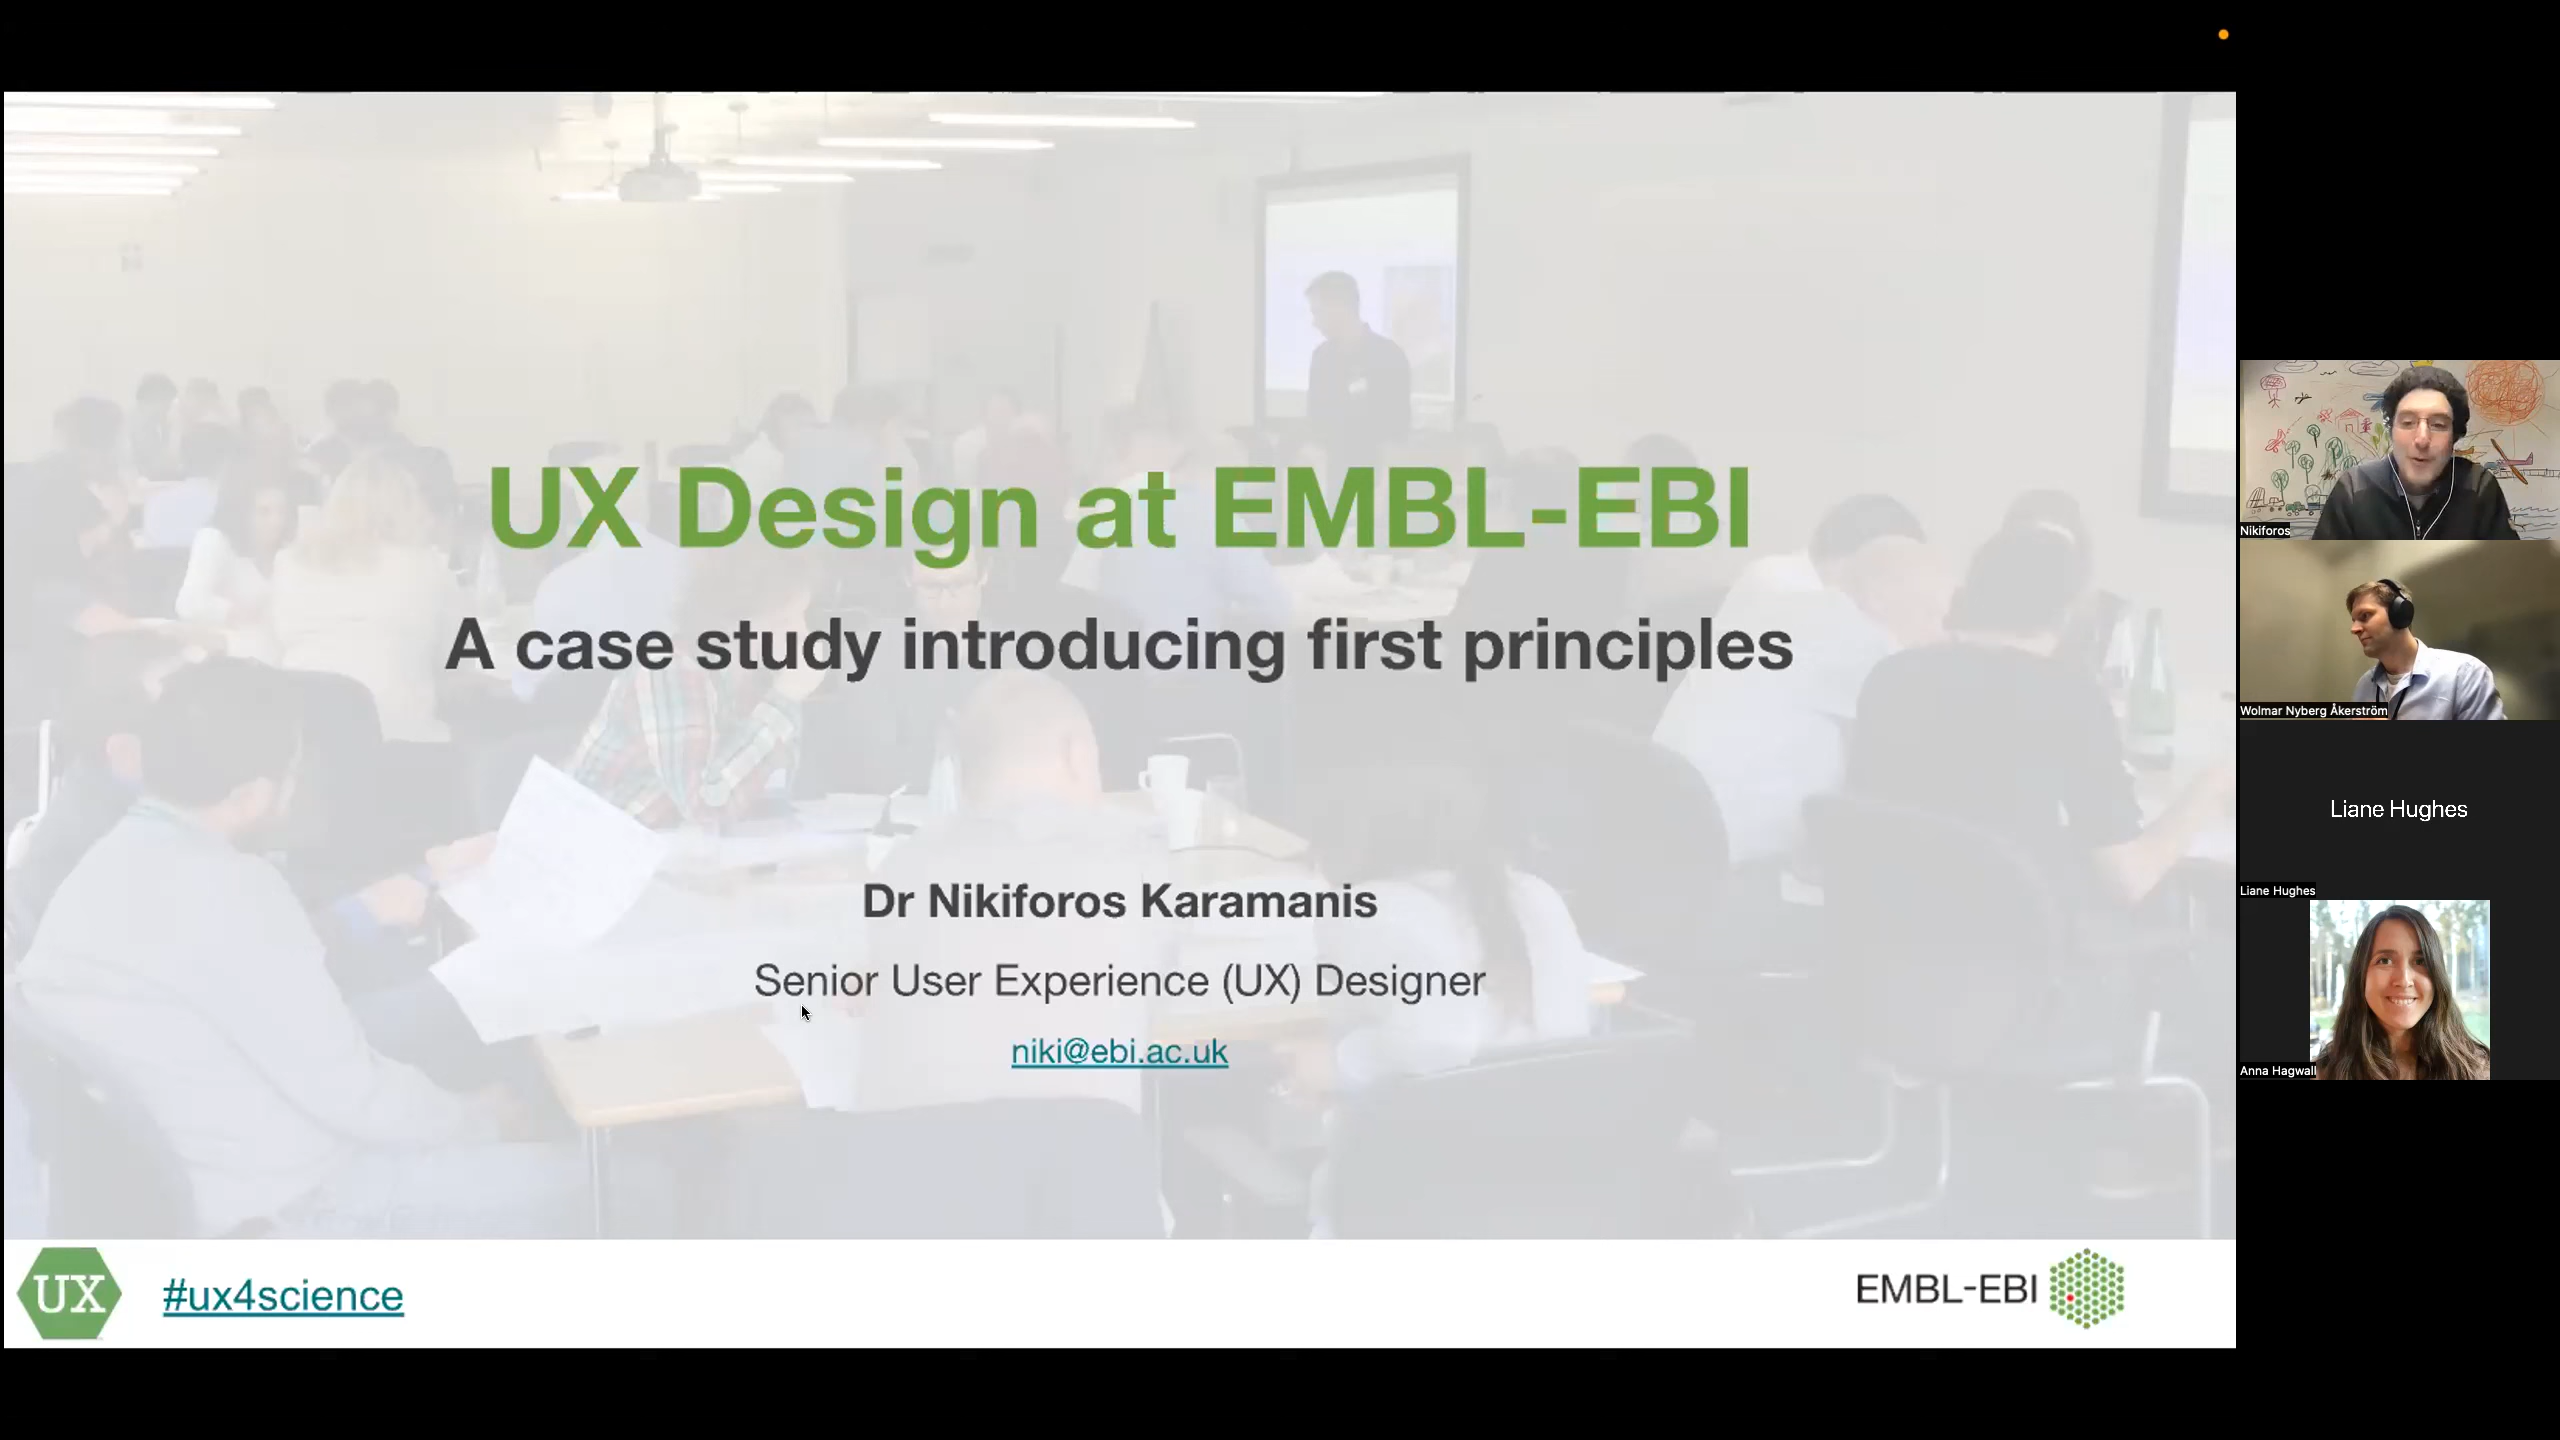 UX Design at EMBL-EBI
A case study introducing first principles
Dr Nikiforos Karamanis
Senior User Experience (UX) Designer
niki@ebi.ac.uk
UX
#ux4science
EMBL-EBI
Nikiforos
Wolmar Nyberg Åkerström
Liane Hughes
Liane Hughes
Anna Hagwall